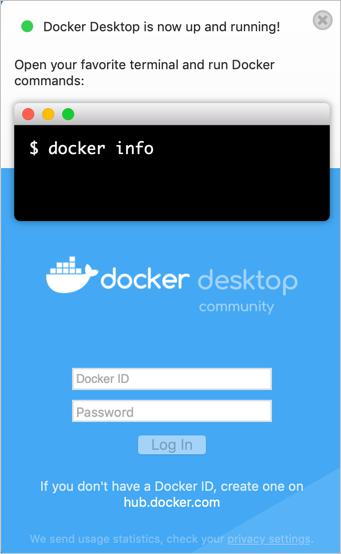 Docker Desktop is now up and running!
Open your favorite terminal and run Docker
commands:
$ docker info
docker desktop
community
Docker ID
Password
Log In
If you don't have a Docker ID, create one on
hub.docker.com
We send usage statistics, check your privacy settings.